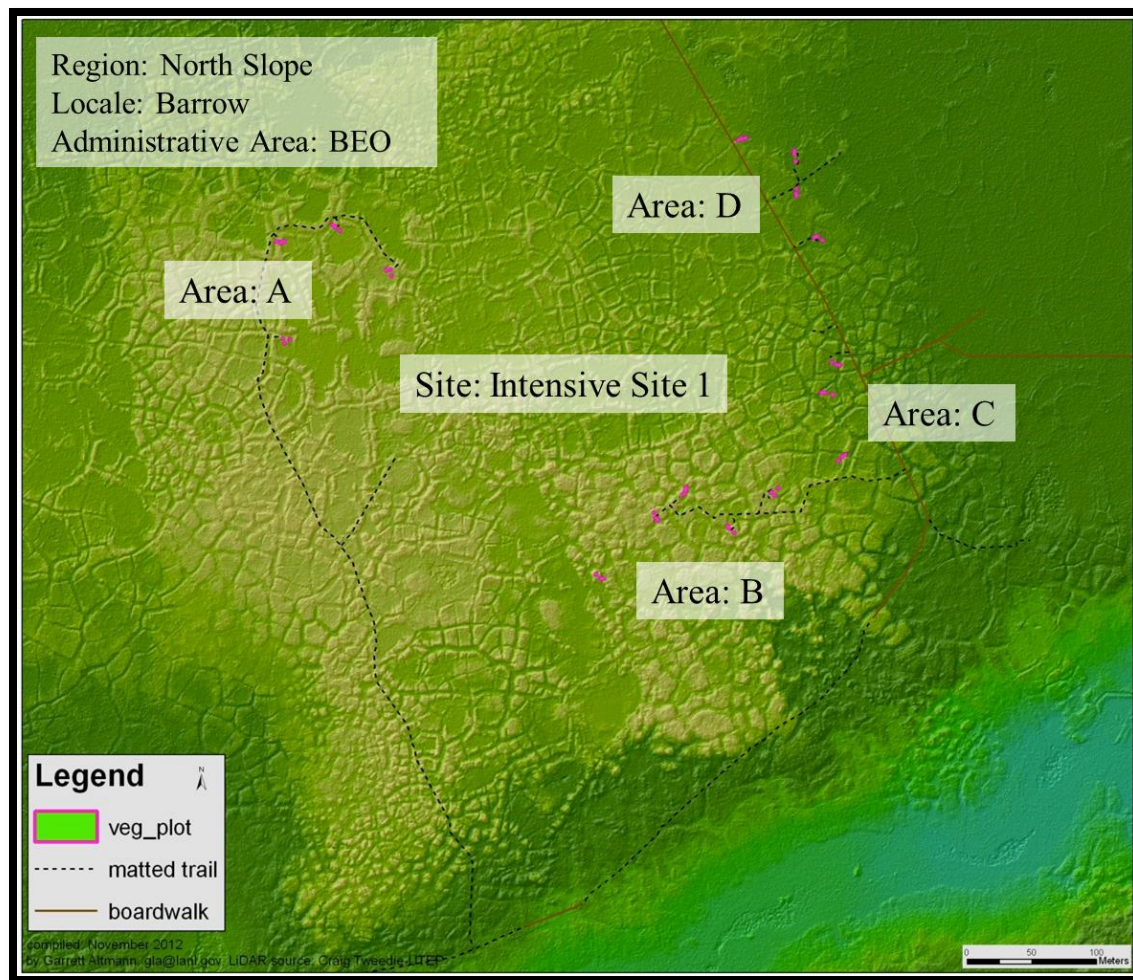 Region: North Slope
Locale: Barrow
Administrative Area: BEO
Area: D
Area: A
Site: Intensive Site 1
Area: C
Area: B
Legend
N
veg_plot
matted trail
boardwalk
compiled: November 2012
by Garrett Altmann: gla@lanl.gov LiDAR source: Craig Tweedie-UTEP
0 50 100
Meters